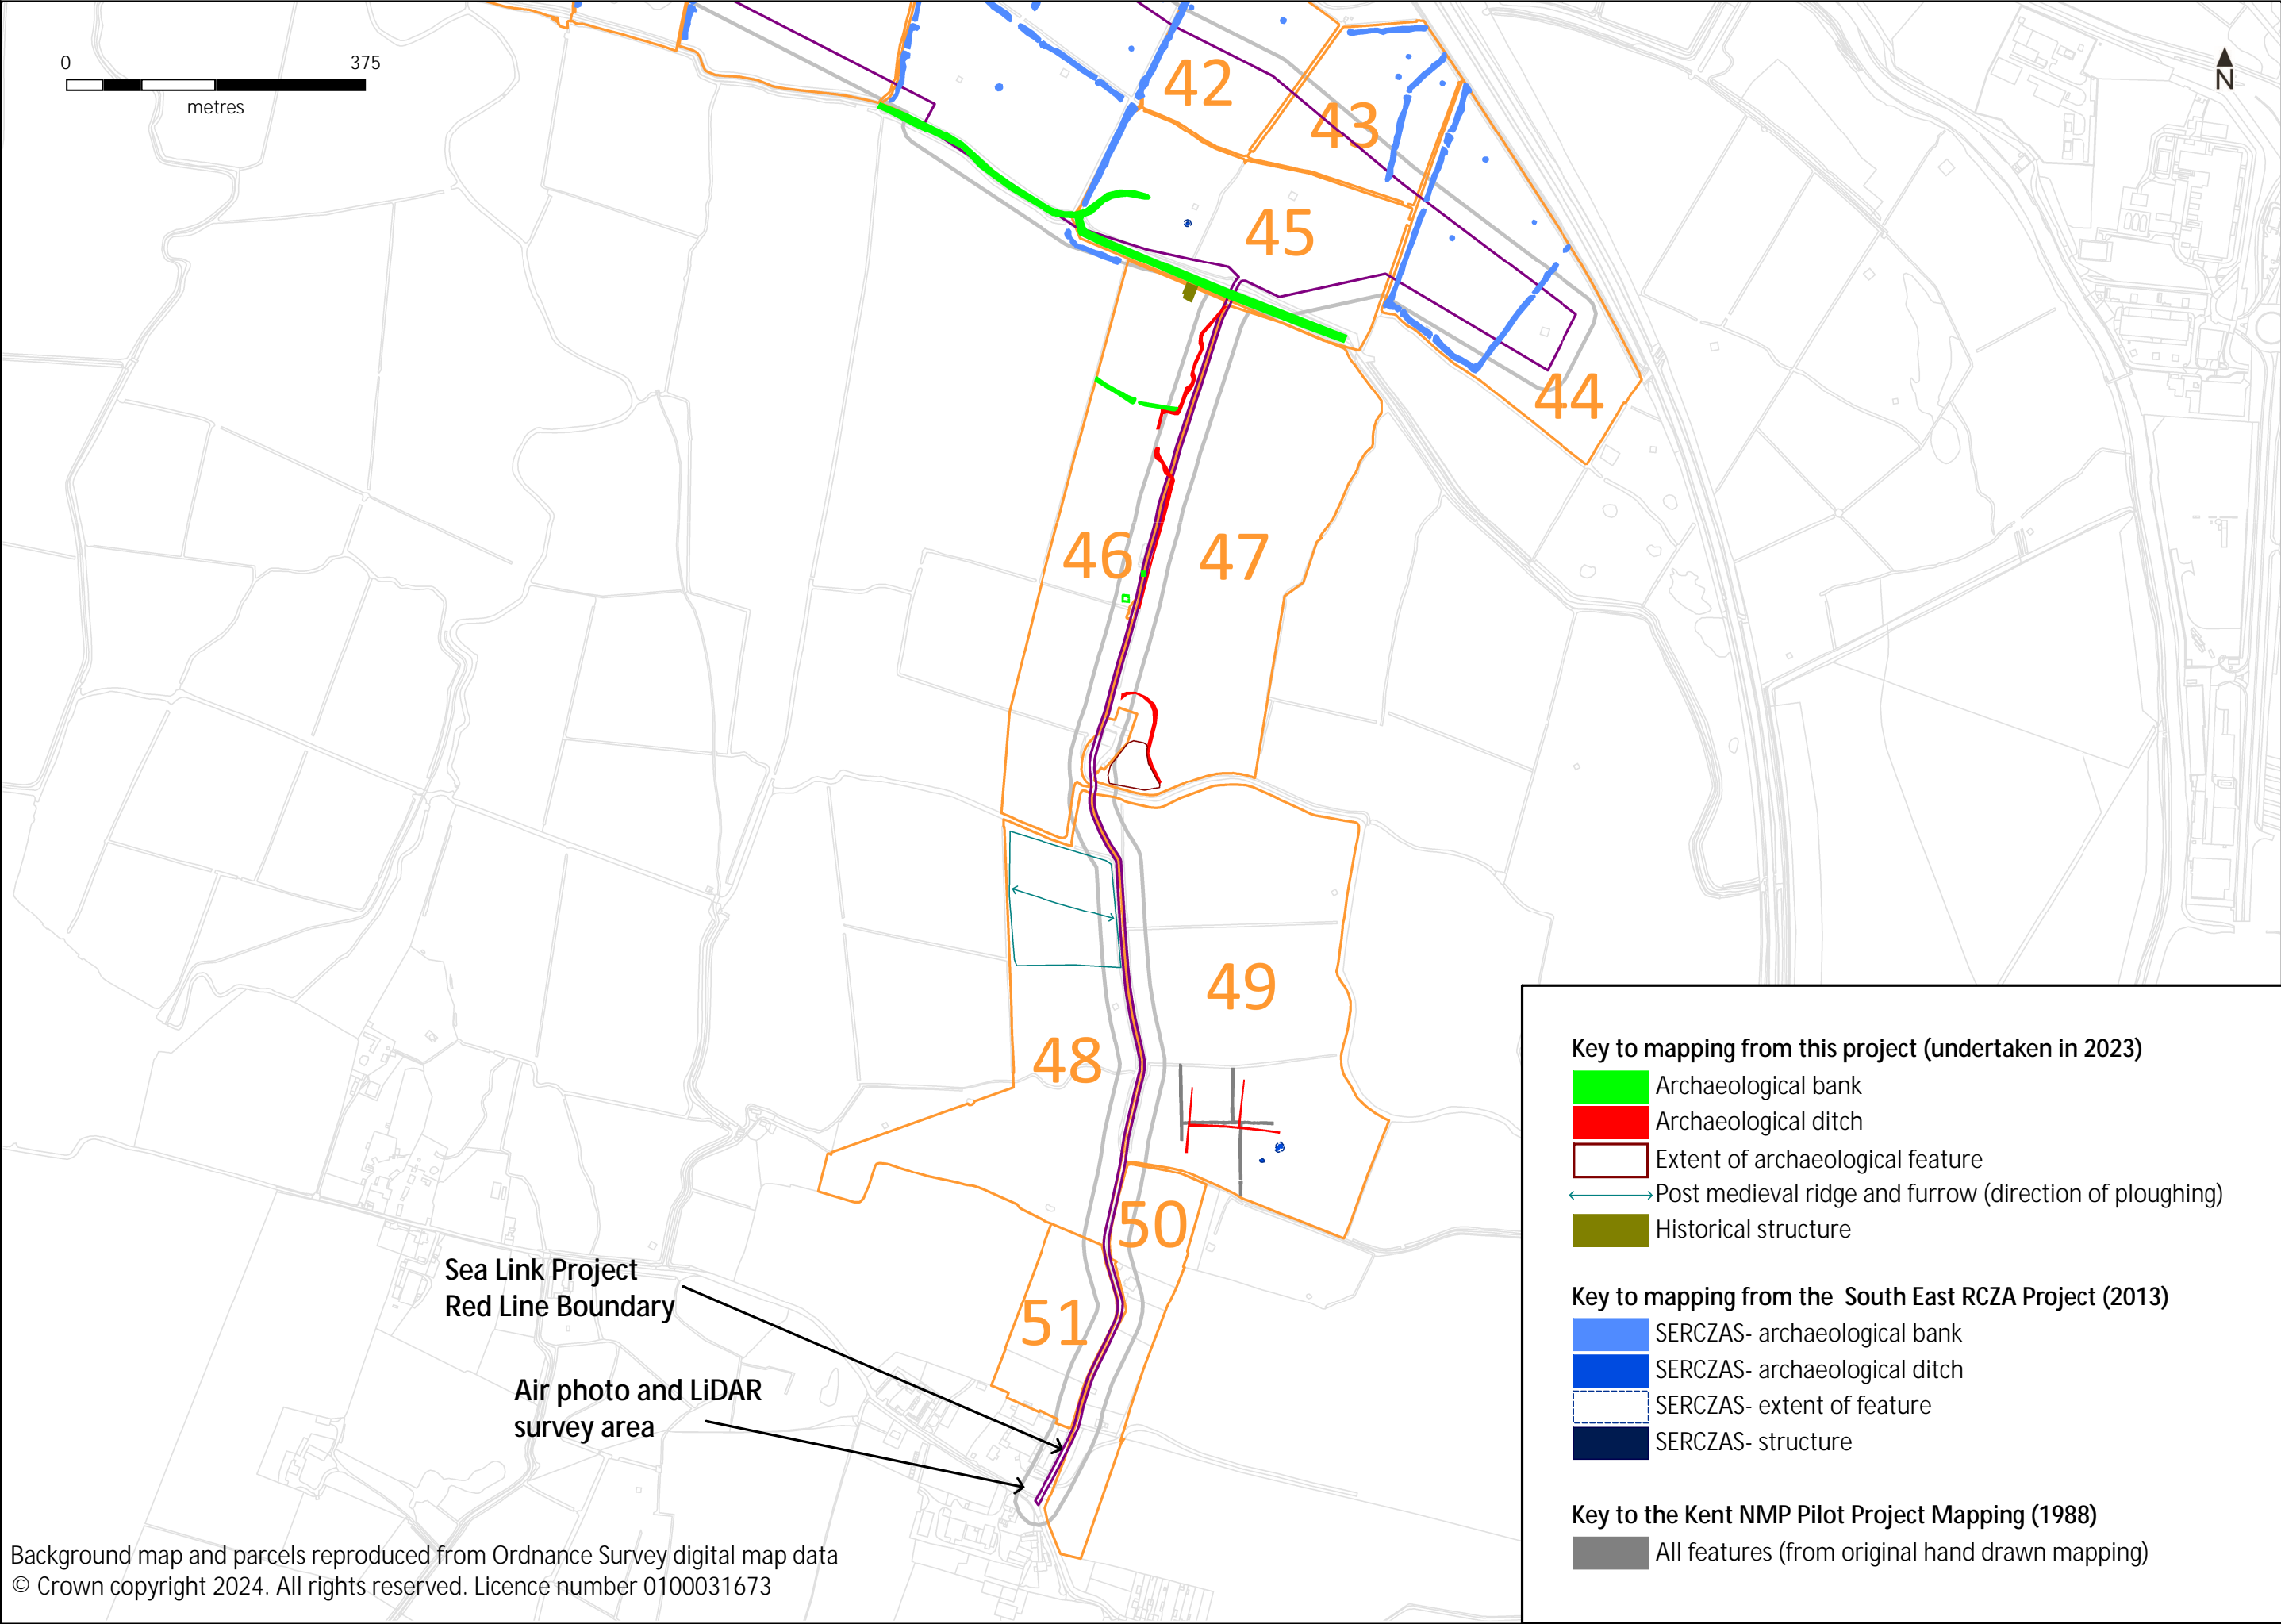 0 375
metres
N
42
43
45
44
46
47
49
48
50
51
Sea Link Project
Red Line Boundary
Air photo and LiDAR
survey area
Key to mapping from this project (undertaken in 2023)
Archaeological bank
Archaeological ditch
Extent of archaeological feature
Post medieval ridge and furrow (direction of ploughing)
Historical structure
Key to mapping from the South East RCZA Project (2013)
SERCZAS- archaeological bank
SERCZAS- archaeological ditch
SERCZAS- extent of feature
SERCZAS- structure
Key to the Kent NMP Pilot Project Mapping (1988)
All features (from original hand drawn mapping)
Background map and parcels reproduced from Ordnance Survey digital map data
© Crown copyright 2024. All rights reserved. Licence number 0100031673